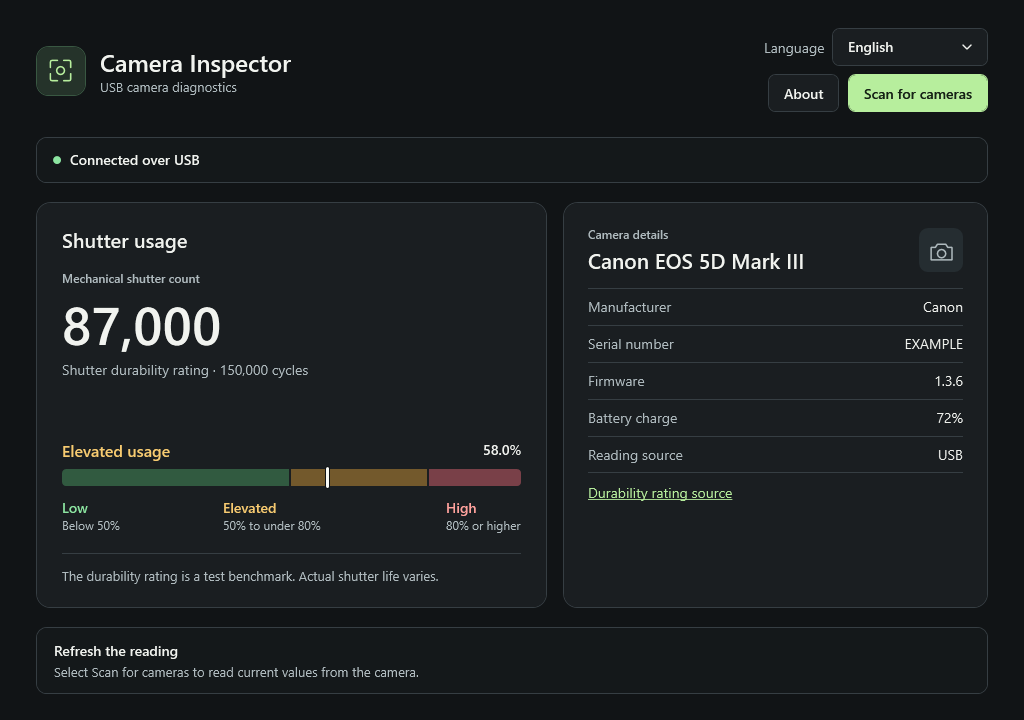 Camera Inspector
USB camera diagnostics
Language
English
About
Scan for cameras
Connected over USB
Shutter usage
Mechanical shutter count
87,000
Shutter durability rating · 150,000 cycles
Elevated usage
58.0%
Low
Below 50%
Elevated
50% to under 80%
High
80% or higher
The durability rating is a test benchmark. Actual shutter life varies.
Camera details
Canon EOS 5D Mark III
Manufacturer Canon
Serial number EXAMPLE
Firmware 1.3.6
Battery charge 72%
Reading source USB
Durability rating source
Refresh the reading
Select Scan for cameras to read current values from the camera.